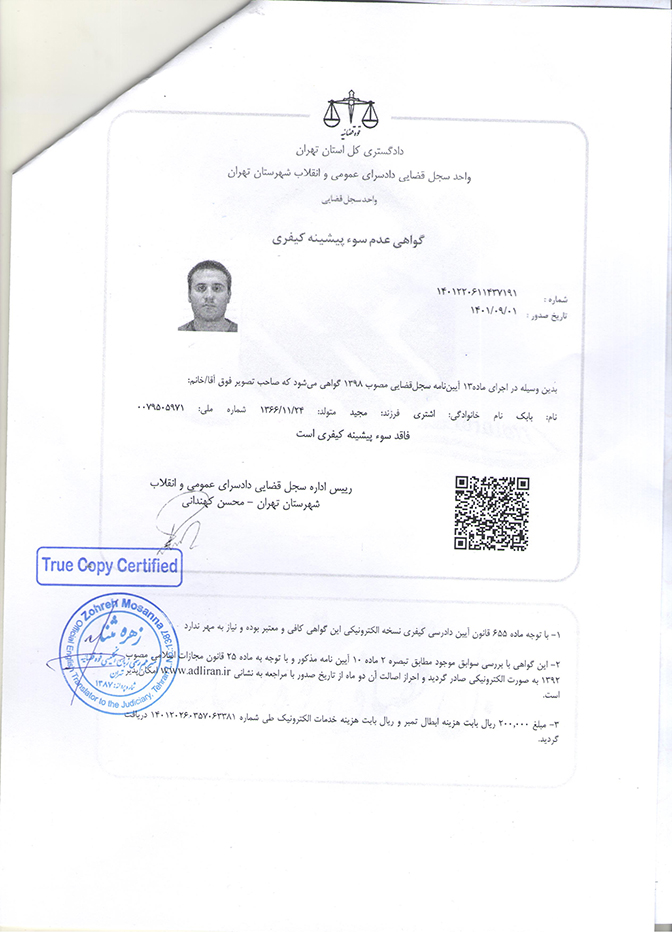 قوه قضائیه
دادگستری کل استان تهران
واحد سجل قضایی دادسرای عمومی و انقلاب شهرستان تهران
واحد سجل قضایی
گواهی عدم سوء پیشینه کیفری
شماره : ۱۴۰۱۲۲۰۶۱۱۴۳۷۱۹۱
تاریخ صدور : ۱۴۰۱/۰۹/۰۱
بدین وسیله در اجرای ماده۱۳ آیین‌نامه سجل‌قضایی مصوب ۱۳۹۸ گواهی می‌شود که صاحب تصویر فوق آقا/خانم:
نام: بابک نام خانوادگی: اشتری فرزند: مجید متولد: ۱۳۶۶/۱۱/۲۴ شماره ملی: ۰۰۷۹۵۰۵۹۷۱
فاقد سوء پیشینه کیفری است
رییس اداره سجل قضایی دادسرای عمومی و انقلاب
شهرستان تهران - محسن کهندانی
True Copy Certified
Zohreh Mosanna 1387
Official English Translator to the Judiciary, Tehran
زهره مثنی
تهران
۱۳۸۷
۱- با توجه ماده ۶۵۵ قانون آیین دادرسی کیفری نسخه الکترونیکی این گواهی کافی و معتبر بوده و نیاز به مهر ندارد
۲- این گواهی با بررسی سوابق موجود مطابق تبصره ۲ ماده ۱۰ آیین نامه مذکور و با توجه به ماده ۲۵ قانون مجازات اسلامی مصوب
۱۳۹۲ به صورت الکترونیکی صادر گردید و احراز اصالت آن دو ماه از تاریخ صدور با مراجعه به نشانی www.adliran.ir امکان‌پذیر
است.
۳- مبلغ ۲۰۰,۰۰۰ ریال بابت هزینه ابطال تمبر و ریال بابت هزینه خدمات الکترونیک طی شماره ۱۴۰۱۲۰۲۶۰۳۵۷۰۶۳۳۸۱ دریافت
گردید.